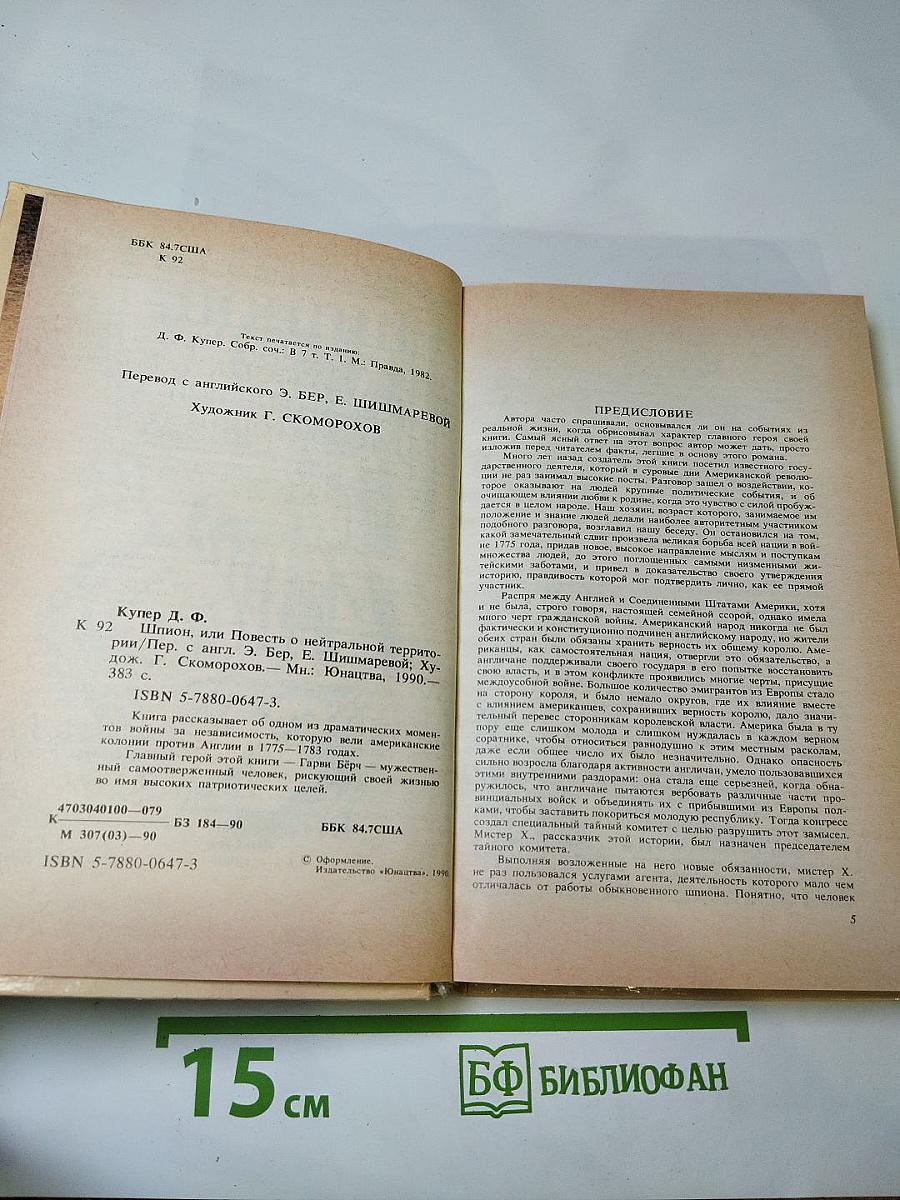 ББК 84.7США
К 92
Текст печатается по изданию:
Д. Ф. Купер. Собр. соч.: В 7 т. Т. 1. М.: Правда, 1982.
Перевод с английского Э. БЕР, Е. ШИШМАРЕВОЙ
Художник Г. СКОМОРОХОВ
Купер Д. Ф.
К 92 Шпион, или Повесть о нейтральной террито-
рии/Пер. с англ. Э. Бер, Е. Шишмаревой; Ху-
дож. Г. Скоморохов.— Мн.: Юнацтва, 1990.—
383 с.
ISBN 5-7880-0647-3.
Книга рассказывает об одном из драматических момен-
тов войны за независимость, которую вели американские
колонии против Англии в 1775—1783 годах.
Главный герой этой книги — Гарви Бёрч — мужествен-
ный самоотверженный человек, рискующий своей жизнью
во имя высоких патриотических целей.
К 4703040100—079 БЗ 184—90
М 307(03)—90
ББК 84.7США
ISBN 5-7880-0647-3
© Оформление.
Издательство «Юнацтва», 1990.
ПРЕДИСЛОВИЕ
Автора часто спрашивали, основывался ли он на событиях из
реальной жизни, когда обрисовывал характер главного героя своей
книги. Самый ясный ответ на этот вопрос автор может дать, просто
изложив перед читателем факты, легшие в основу этого романа.
Много лет назад создатель этой книги посетил известного госу-
дарственного деятеля, который в суровые дни Американской револю-
ции не раз занимал высокие посты. Разговор зашел о воздействии, ко-
торое оказывают на людей крупные политические события, и об
очищающем влиянии любви к родине, когда это чувство с силой пробуж-
дается в целом народе. Наш хозяин, возраст которого, занимаемое им
положение и знание людей делали наиболее авторитетным участником
подобного разговора, возглавил нашу беседу. Он остановился на том,
какой замечательный сдвиг произвела великая борьба всей нации в вой-
не 1775 года, придав новое, высокое направление мыслям и поступкам
множества людей, до этого поглощенных самыми низменными жи-
тейскими заботами, и привел в доказательство своего утверждения
историю, правдивость которой мог подтвердить лично, как ее прямой
участник.
Распря между Англией и Соединенными Штатами Америки, хотя
и не была, строго говоря, настоящей семейной ссорой, однако имела
много черт гражданской войны. Американский народ никогда не был
фактически и конституционно подчинен английскому народу, но жители
обеих стран были обязаны хранить верность их общему королю. Аме-
риканцы, как самостоятельная нация, отвергли это обязательство, а
англичане поддерживали своего государя в его попытке восстановить
свою власть, и в этом конфликте проявились многие черты, присущие
междоусобной войне. Большое количество эмигрантов из Европы стало
на сторону короля, и было немало округов, где их влияние вместе
с влиянием американцев, сохранивших верность королю, дало значи-
тельный перевес сторонникам королевской власти. Америка была в ту
пору еще слишком молода и слишком нуждалась в каждом верном
соратнике, чтобы относиться равнодушно к этим местным расколам,
даже если общее число их было незначительно. Однако опасность
сильно возросла благодаря активности англичан, умело пользовавшихся
этими внутренними раздорами: она стала еще серьезней, когда обна-
ружилось, что англичане пытаются вербовать различные части про-
винциальных войск и объединять их с прибывшими из Европы пол-
ками, чтобы заставить покориться молодую республику. Тогда конгресс
создал специальный тайный комитет с целью разрушить этот замысел.
Мистер Х., рассказчик этой истории, был назначен председателем
тайного комитета.
Выполняя возложенные на него новые обязанности, мистер Х.
не раз пользовался услугами агента, деятельность которого мало чем
отличалась от работы обыкновенного шпиона. Понятно, что человек
5
15 см
БФ БИБЛИОФАН